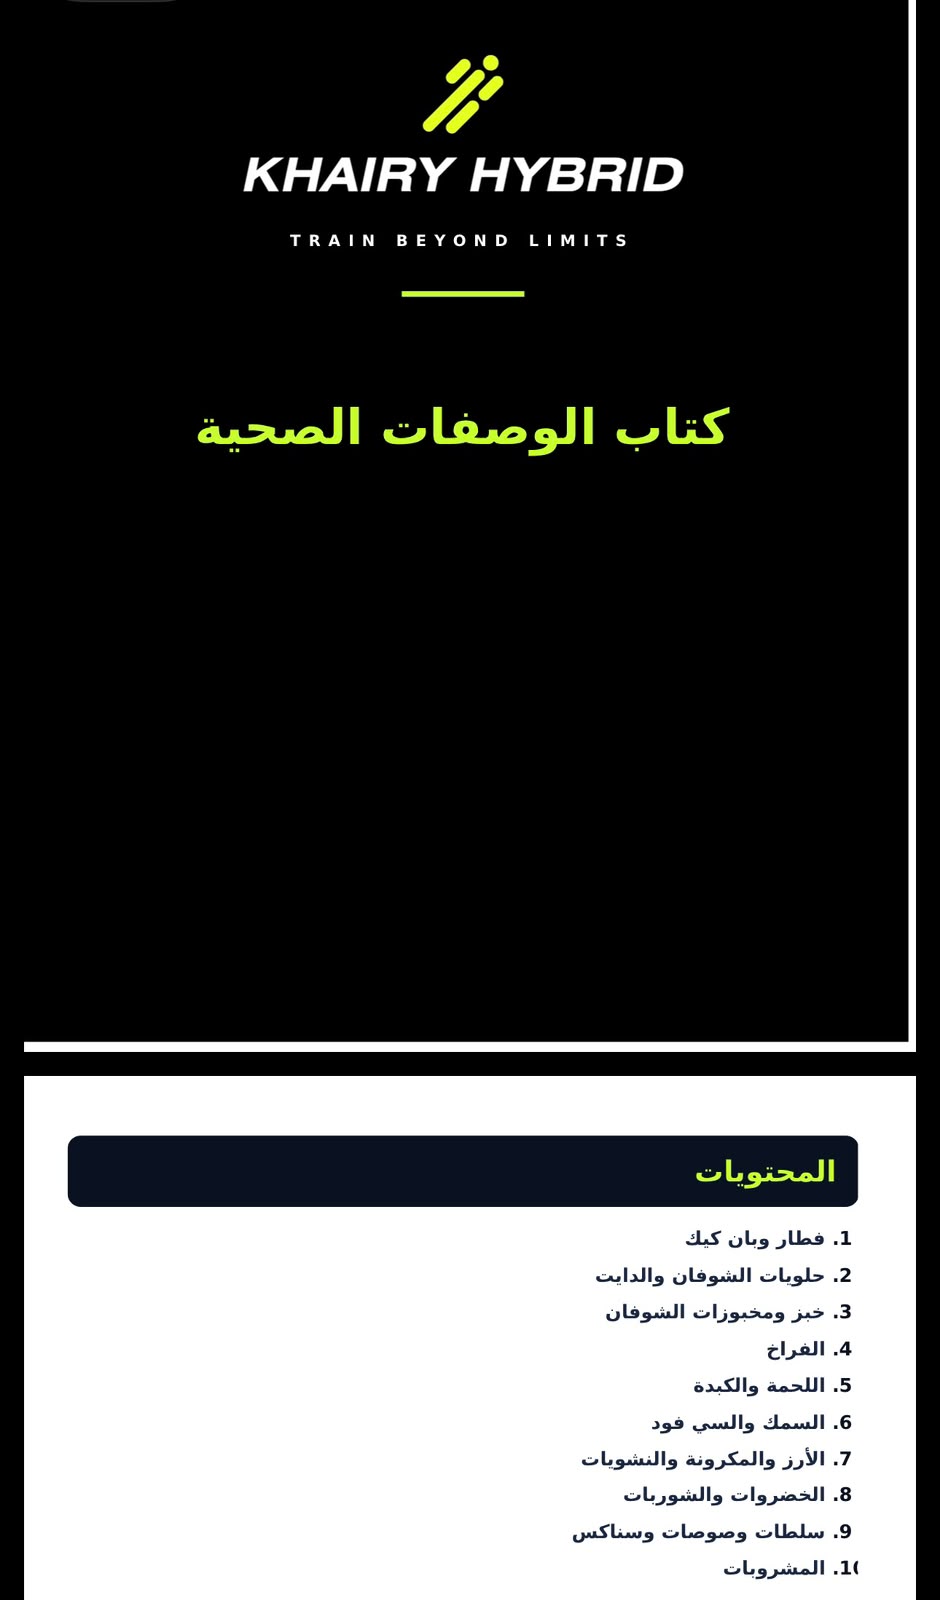 KHAIRY HYBRID
TRAIN BEYOND LIMITS
كتاب الوصفات الصحية
المحتويات
1. فطار وبان كيك
2. حلويات الشوفان والدايت
3. خبز ومخبوزات الشوفان
4. الفراخ
5. اللحمة والكبدة
6. السمك والسي فود
7. الأرز والمكرونة والنشويات
8. الخضروات والشوربات
9. سلطات وصوصات وسناكس
10. المشروبات